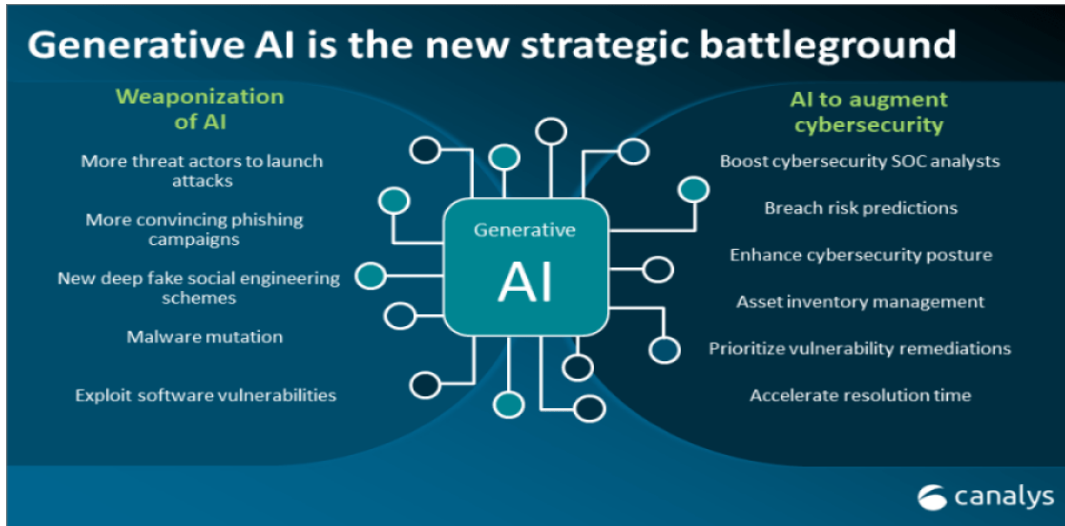 Generative AI is the new strategic battleground
Weaponization
of AI
More threat actors to launch
attacks
More convincing phishing
campaigns
New deep fake social engineering
schemes
Malware mutation
Exploit software vulnerabilities
Generative
AI
AI to augment
cybersecurity
Boost cybersecurity SOC analysts
Breach risk predictions
Enhance cybersecurity posture
Asset inventory management
Prioritize vulnerability remediations
Accelerate resolution time
canalys